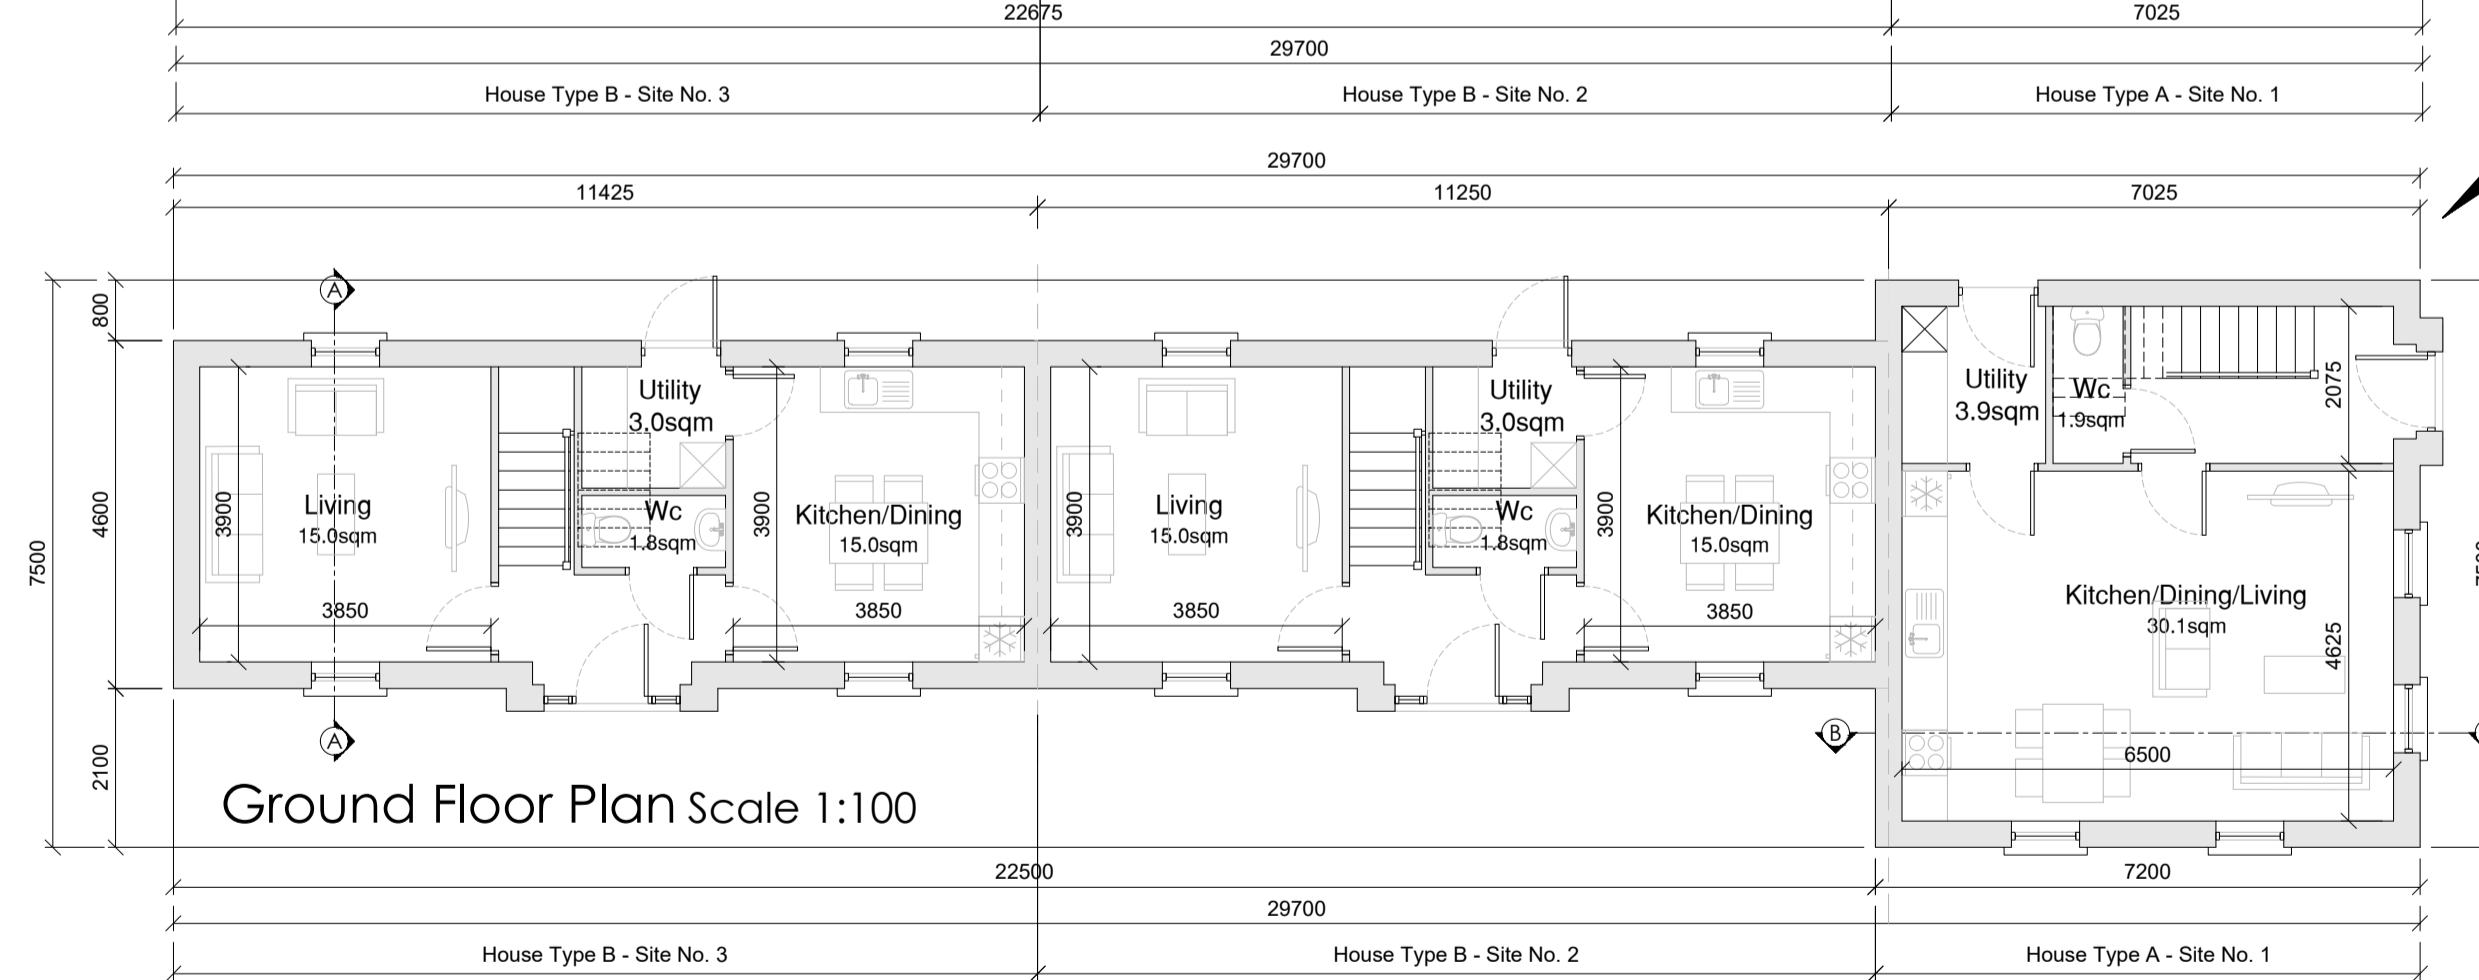 22675
7025
29700
House Type B - Site No. 3
House Type B - Site No. 2
House Type A - Site No. 1
29700
11425
11250
7025
A
800
4600
2100
7500
Living
15.0sqm
3900
3850
Utility
3.0sqm
Wc
1.8sqm
3900
Kitchen/Dining
15.0sqm
3850
Living
15.0sqm
3900
3850
Utility
3.0sqm
Wc
1.8sqm
3900
Kitchen/Dining
15.0sqm
3850
Utility
3.9sqm
Wc
1.9sqm
2075
Kitchen/Dining/Living
30.1sqm
4625
6500
A
B
Ground Floor Plan Scale 1:100
22500
7200
29700
House Type B - Site No. 3
House Type B - Site No. 2
House Type A - Site No. 1